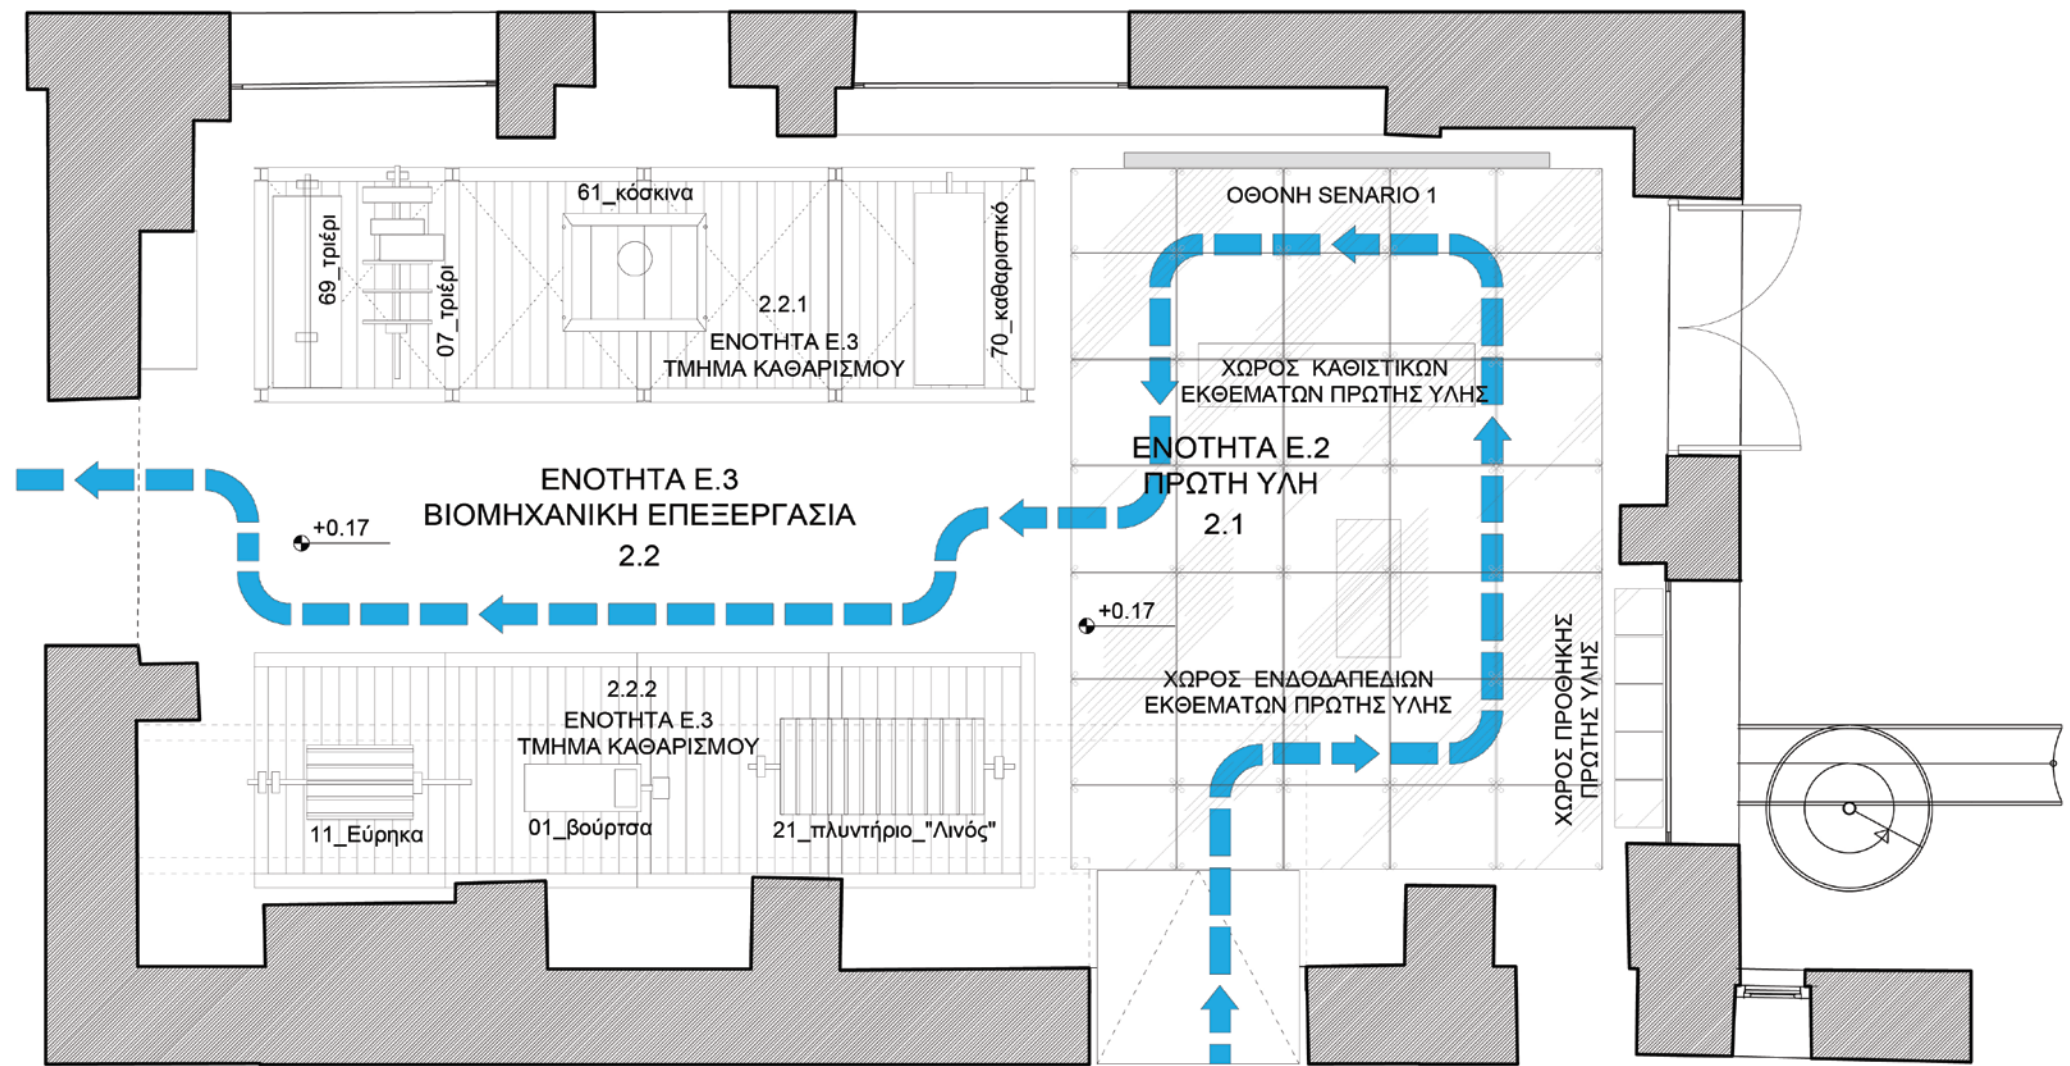 61_κόσκινα
69_τριέρι
07_τριέρι
2.2.1
ΕΝΟΤΗΤΑ Ε.3
ΤΜΗΜΑ ΚΑΘΑΡΙΣΜΟΥ
70_καθαριστικό
ΟΘΟΝΗ SENARIO 1
ΧΩΡΟΣ ΚΑΘΙΣΤΙΚΩΝ
ΕΚΘΕΜΑΤΩΝ ΠΡΩΤΗΣ ΥΛΗΣ
ΕΝΟΤΗΤΑ Ε.2
ΠΡΩΤΗ ΥΛΗ
2.1
ΕΝΟΤΗΤΑ Ε.3
ΒΙΟΜΗΧΑΝΙΚΗ ΕΠΕΞΕΡΓΑΣΙΑ
2.2
+0.17
+0.17
ΧΩΡΟΣ ΕΝΔΟΔΑΠΕΔΙΩΝ
ΕΚΘΕΜΑΤΩΝ ΠΡΩΤΗΣ ΥΛΗΣ
ΧΩΡΟΣ ΠΡΟΘΗΚΗΣ
ΠΡΩΤΗΣ ΥΛΗΣ
2.2.2
ΕΝΟΤΗΤΑ Ε.3
ΤΜΗΜΑ ΚΑΘΑΡΙΣΜΟΥ
11_Εύρηκα
01_βούρτσα
21_πλυντήριο_"Λινός"